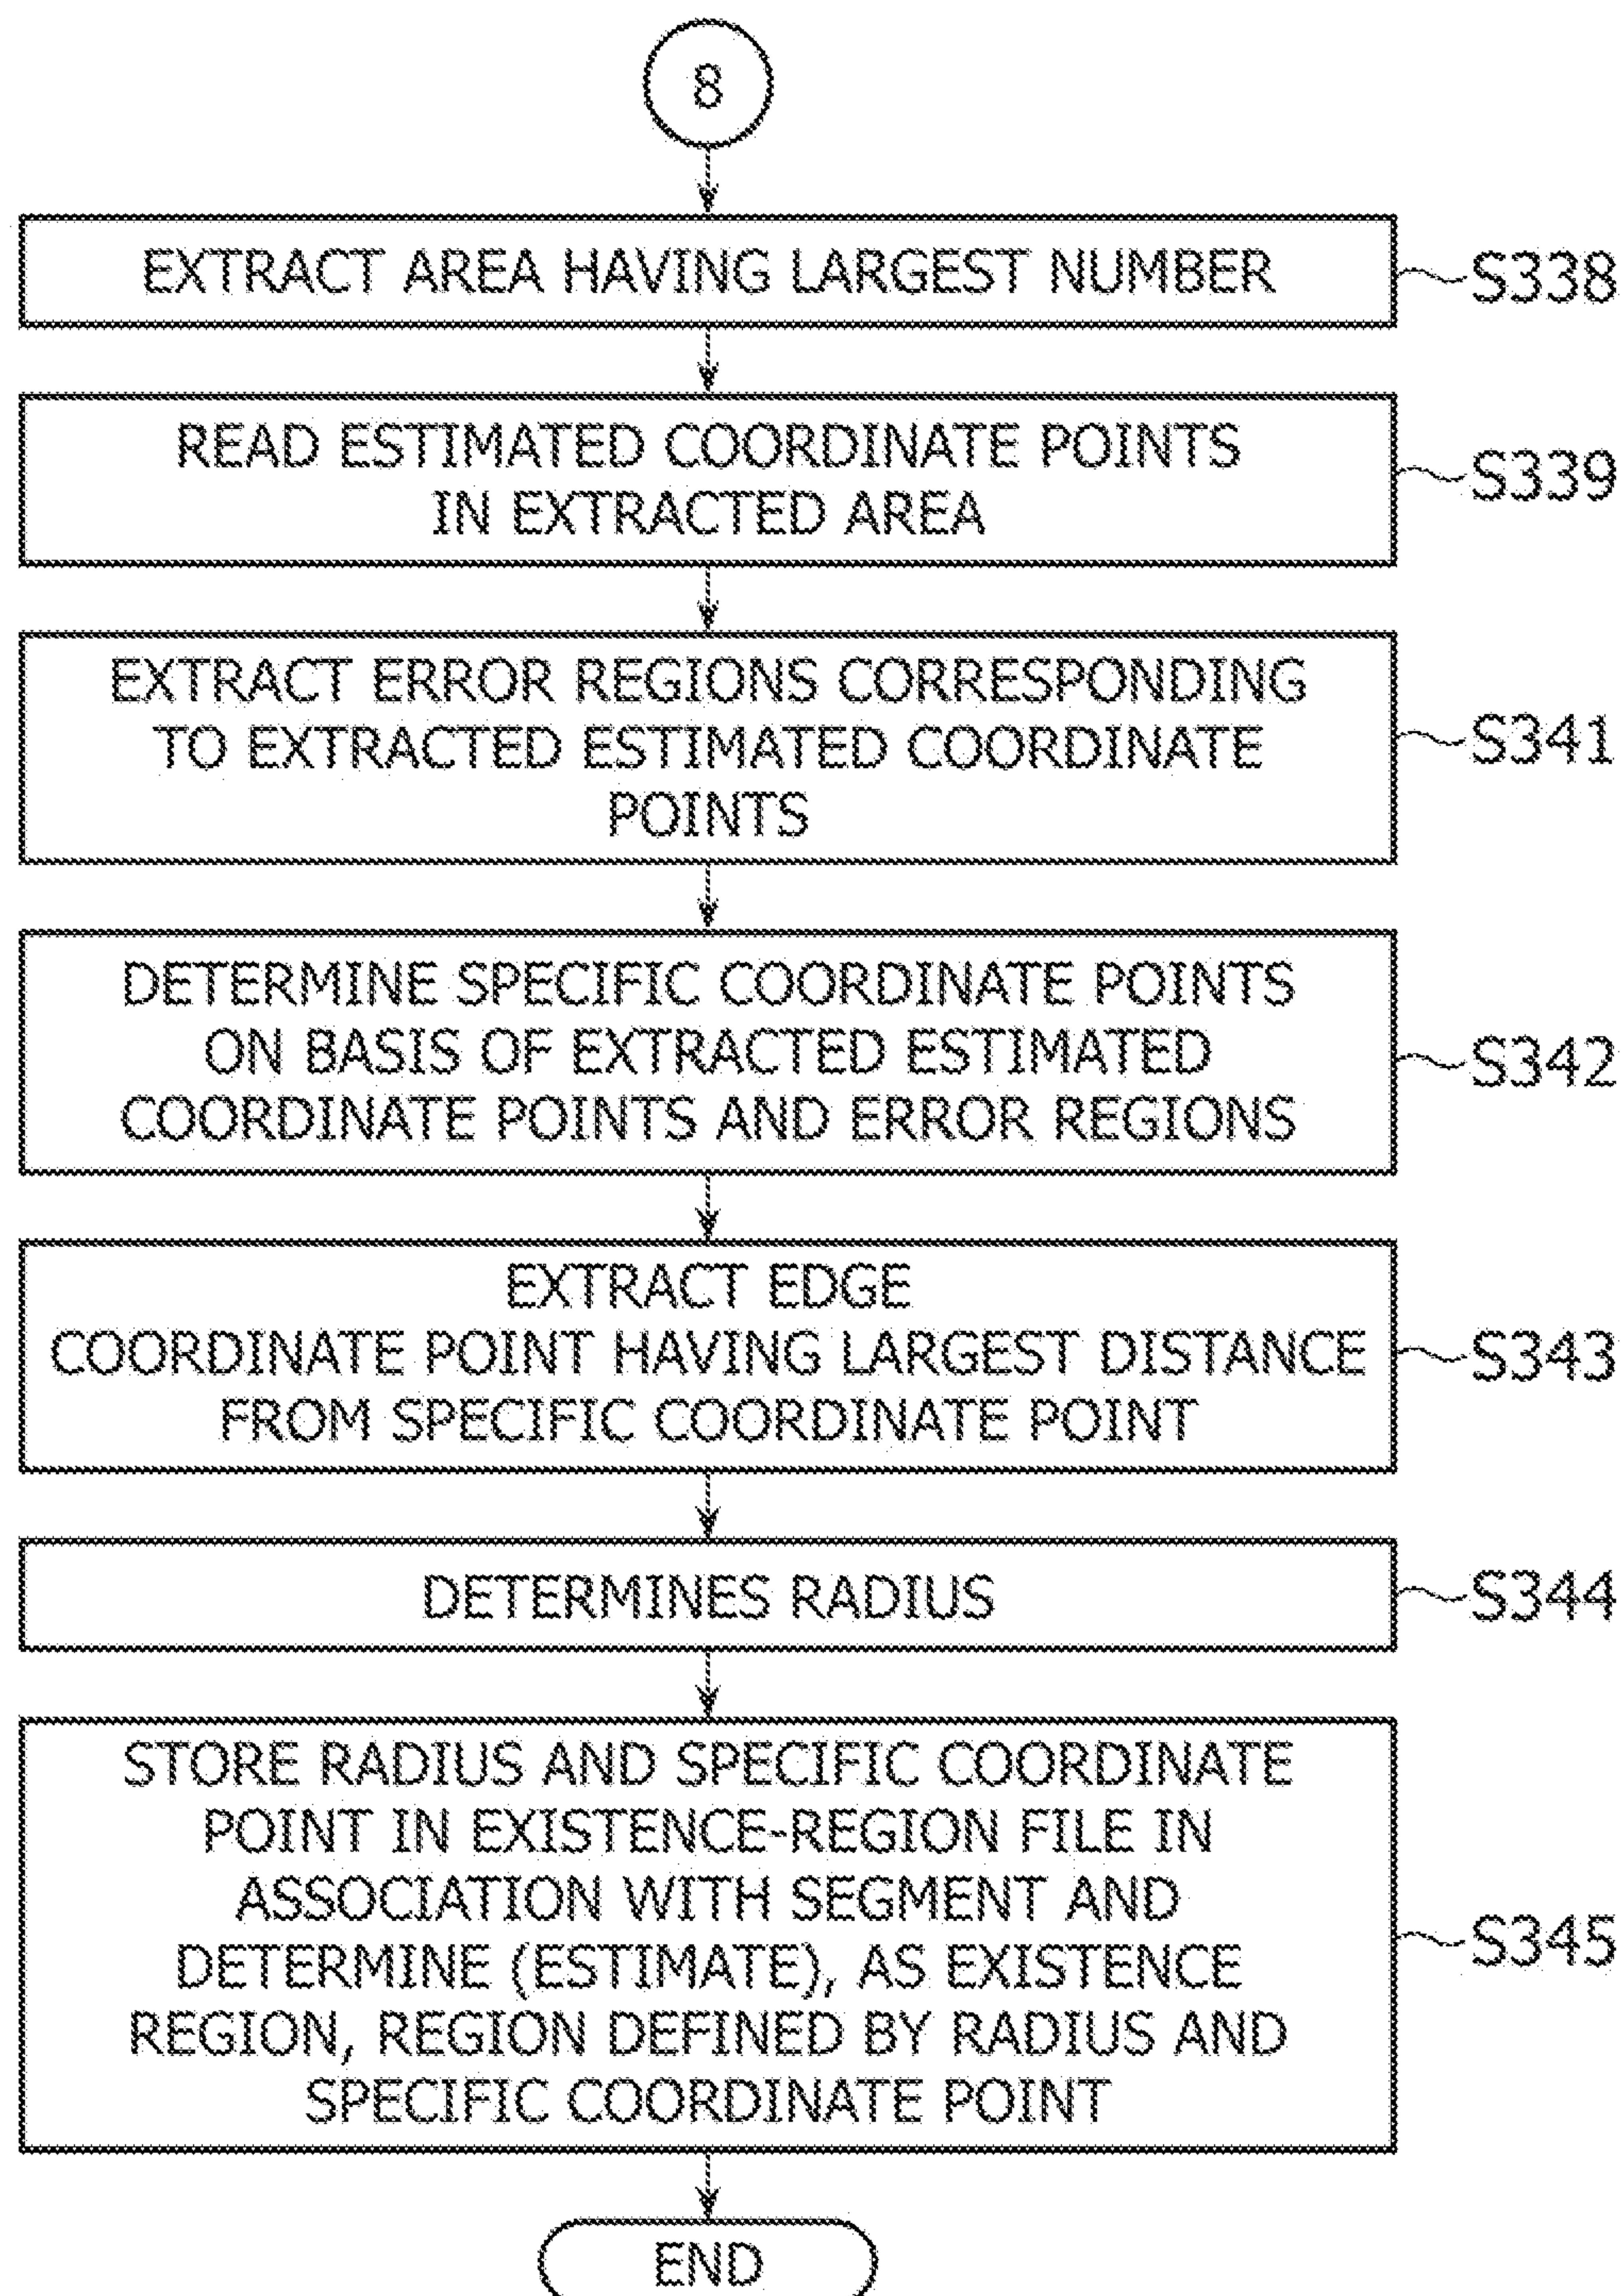 8
EXTRACT AREA HAVING LARGEST NUMBER
S338
READ ESTIMATED COORDINATE POINTS
IN EXTRACTED AREA
S339
EXTRACT ERROR REGIONS CORRESPONDING
TO EXTRACTED ESTIMATED COORDINATE
POINTS
S341
DETERMINE SPECIFIC COORDINATE POINTS
ON BASIS OF EXTRACTED ESTIMATED
COORDINATE POINTS AND ERROR REGIONS
S342
EXTRACT EDGE
COORDINATE POINT HAVING LARGEST DISTANCE
FROM SPECIFIC COORDINATE POINT
S343
DETERMINES RADIUS
S344
STORE RADIUS AND SPECIFIC COORDINATE
POINT IN EXISTENCE-REGION FILE IN
ASSOCIATION WITH SEGMENT AND
DETERMINE (ESTIMATE), AS EXISTENCE
REGION, REGION DEFINED BY RADIUS AND
SPECIFIC COORDINATE POINT
S345
END